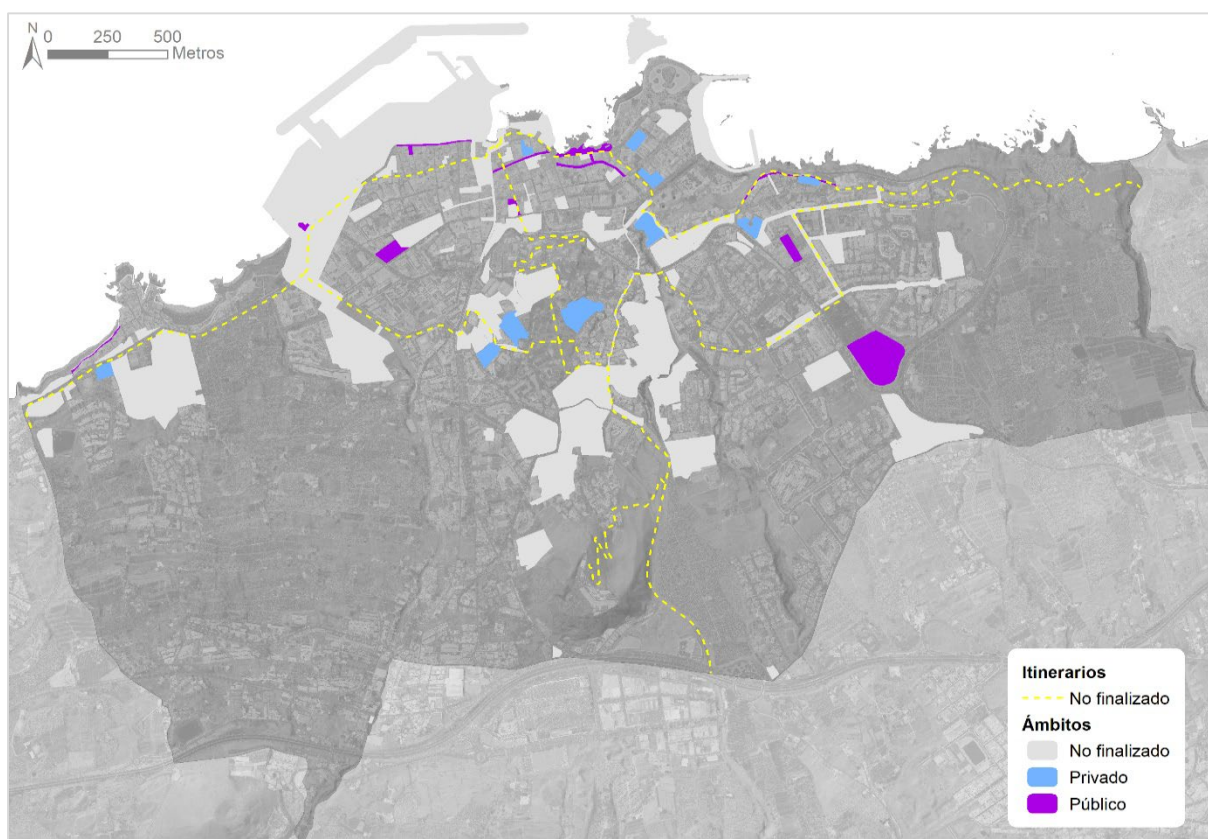 N
0 250 500
Metros
Itinerarios
No finalizado
Ámbitos
No finalizado
Privado
Público